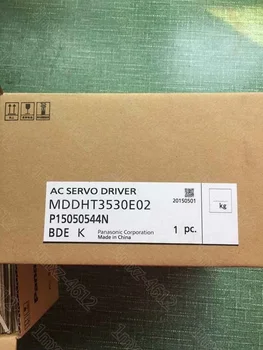 AC SERVO DRIVER
MDDHT3530E02
20150501
kg
P15050544N
BDE K
Panasonic Corporation
Made in China
1 pc.